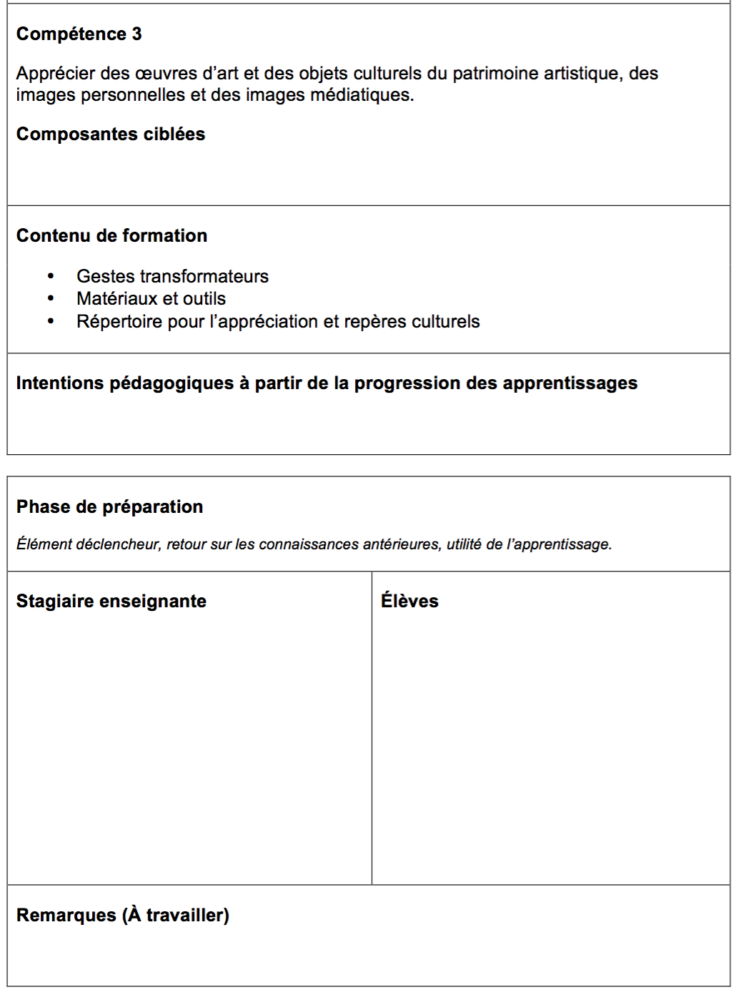 Compétence 3
Apprécier des œuvres d’art et des objets culturels du patrimoine artistique, des
images personnelles et des images médiatiques.
Composantes ciblées
Contenu de formation
• Gestes transformateurs
• Matériaux et outils
• Répertoire pour l’appréciation et repères culturels
Intentions pédagogiques à partir de la progression des apprentissages
Phase de préparation
Élément déclencheur, retour sur les connaissances antérieures, utilité de l’apprentissage.
Stagiaire enseignante
Élèves
Remarques (À travailler)